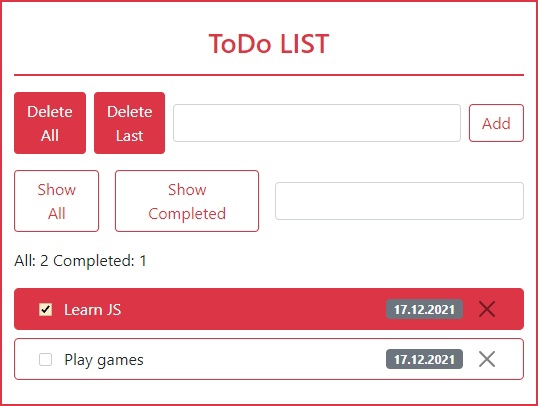 ToDo LIST
Delete
All
Delete
Last
Add
Show
All
Show
Completed
All: 2 Completed: 1
Learn JS 17.12.2021
Play games 17.12.2021